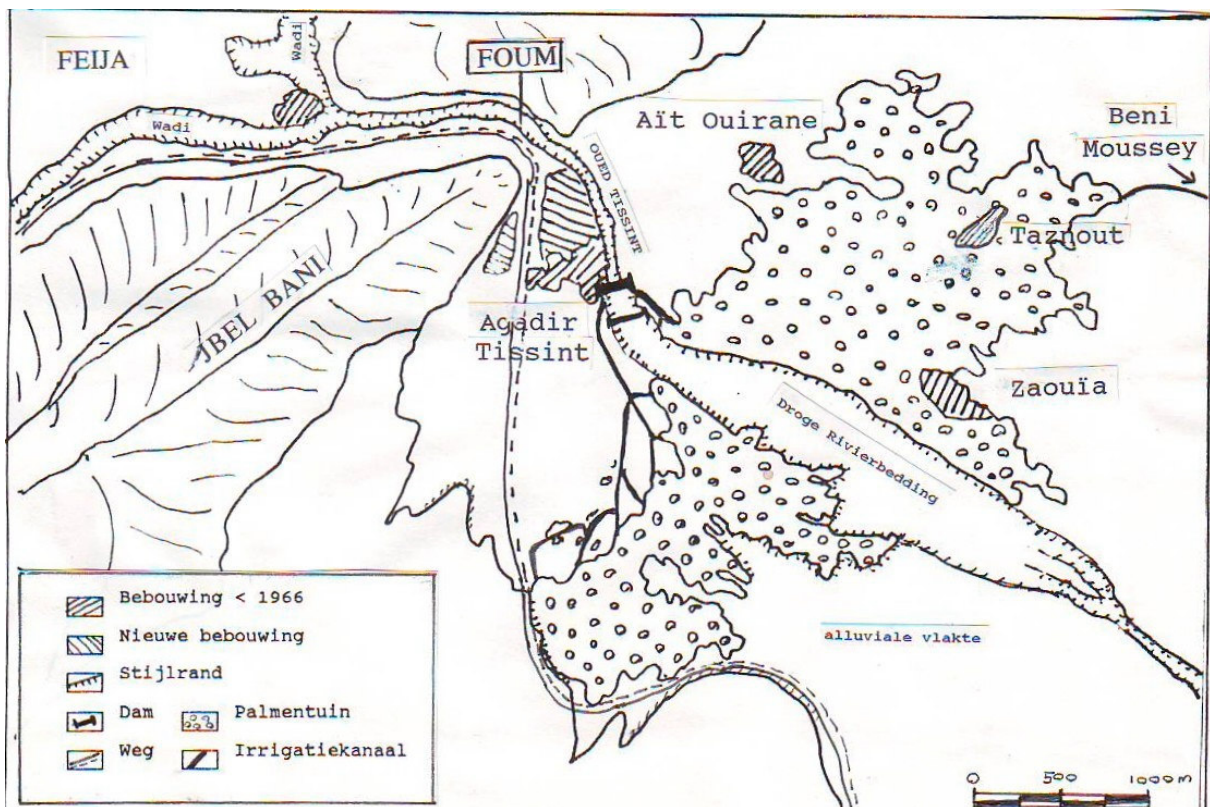 FEIJA
Wadi
FOUM
Wadi
Aït Ouirane
Beni
Moussey
OUED TISSINT
Taznout
JBEL BANI
Agadir
Tissint
Zaouïa
Droge Rivierbedding
alluviale vlakte
Bebouwing < 1966
Nieuwe bebouwing
Stijlrand
Dam
Palmentuin
Weg
Irrigatiekanaal
0 500 1000m